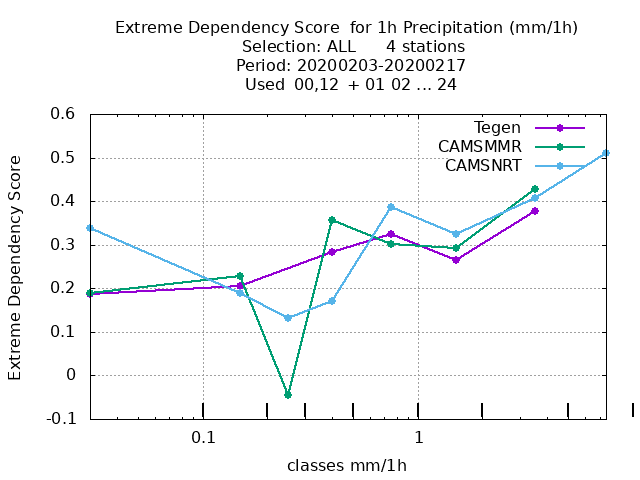 Extreme Dependency Score  for 1h Precipitation (mm/1h)
Selection: ALL      4 stations
Period: 20200203-20200217
Used  00,12  + 01 02 ... 24
Tegen
CAMSMMR
CAMSNRT
Extreme Dependency Score
0.6
0.5
0.4
0.3
0.2
0.1
0
-0.1
0.1 1
classes mm/1h